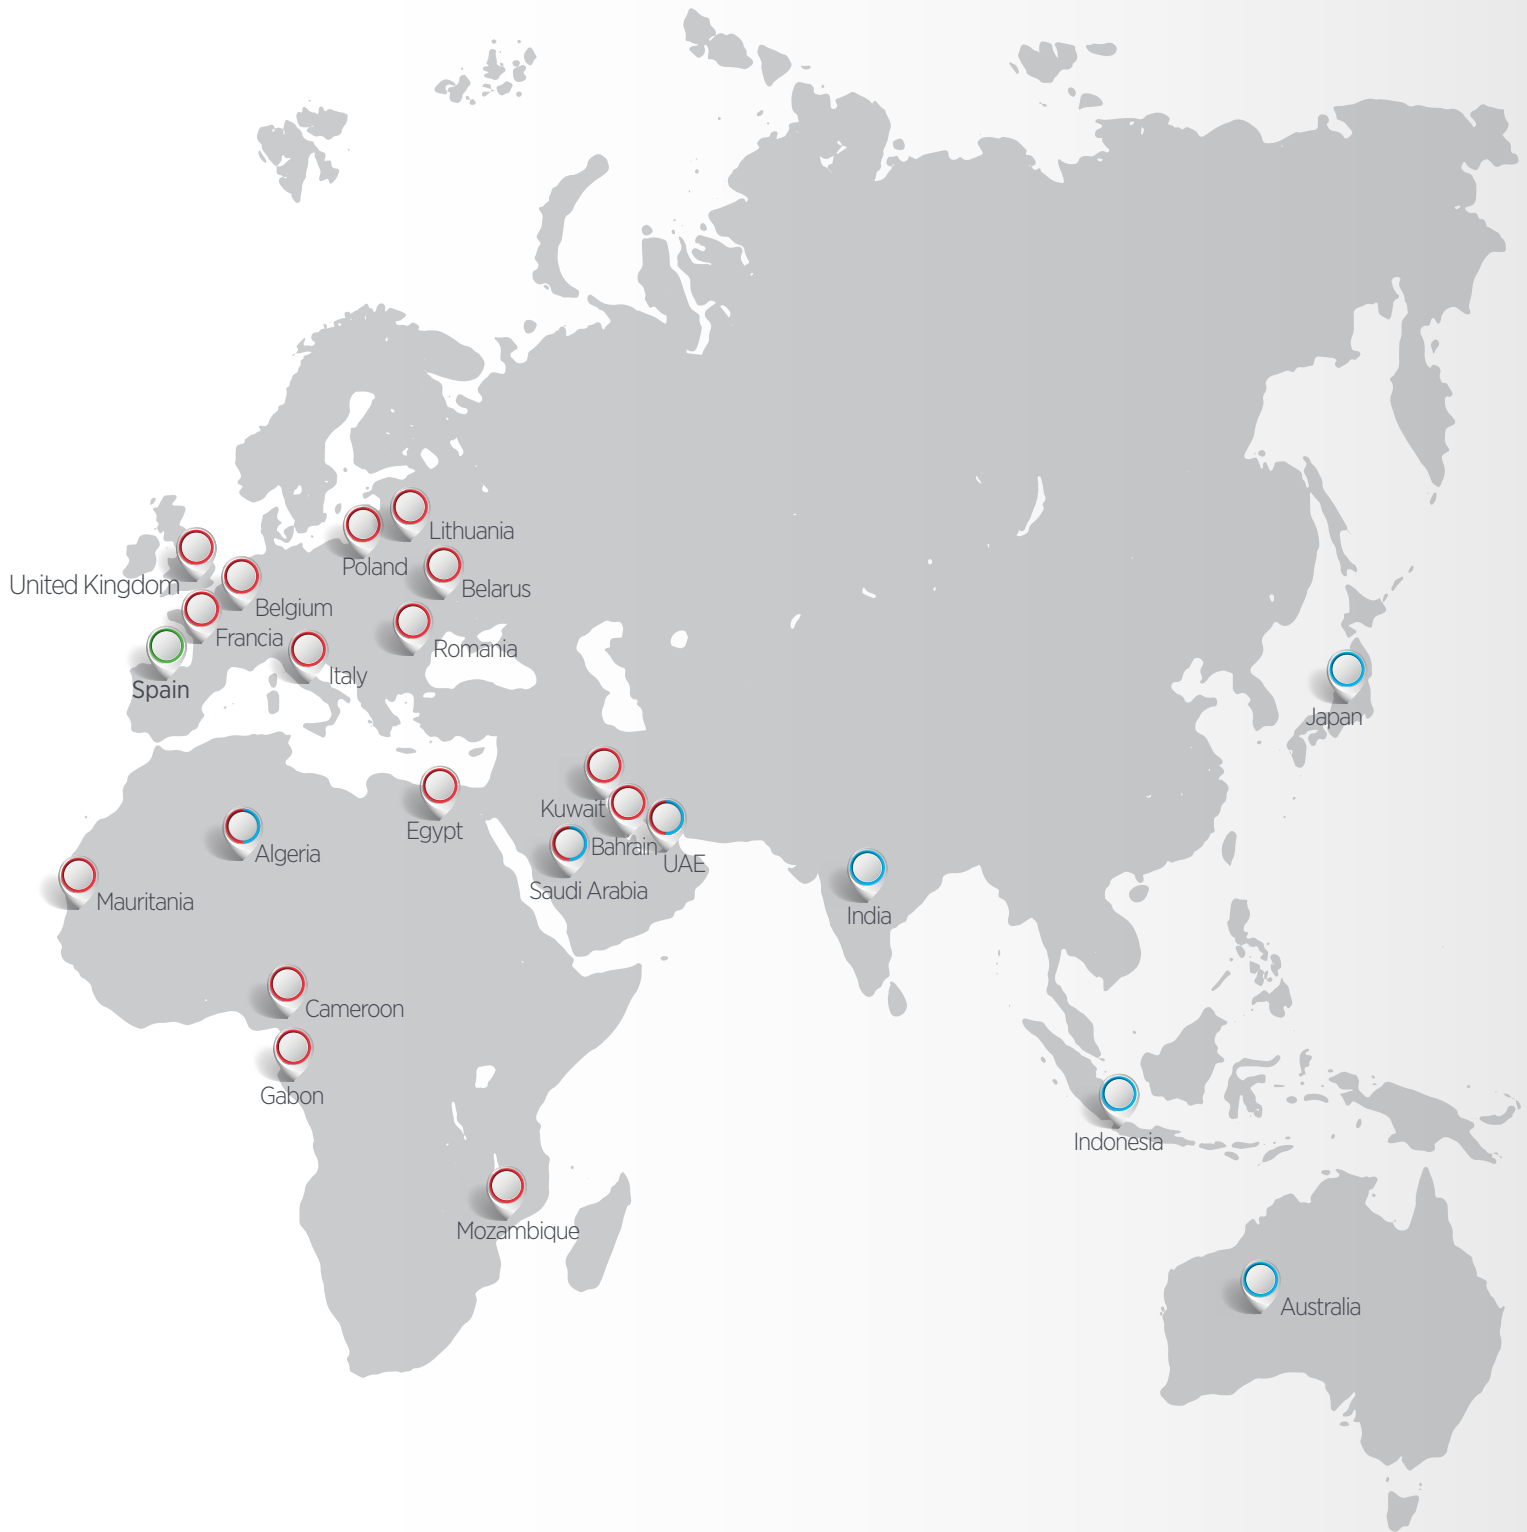 Lithuania
Poland
Belarus
United Kingdom
Belgium
Francia
Romania
Italy
Spain
Japan
Kuwait
Egypt
Bahrain
Algeria
UAE
Saudi Arabia
Mauritania
India
Cameroon
Gabon
Indonesia
Mozambique
Australia